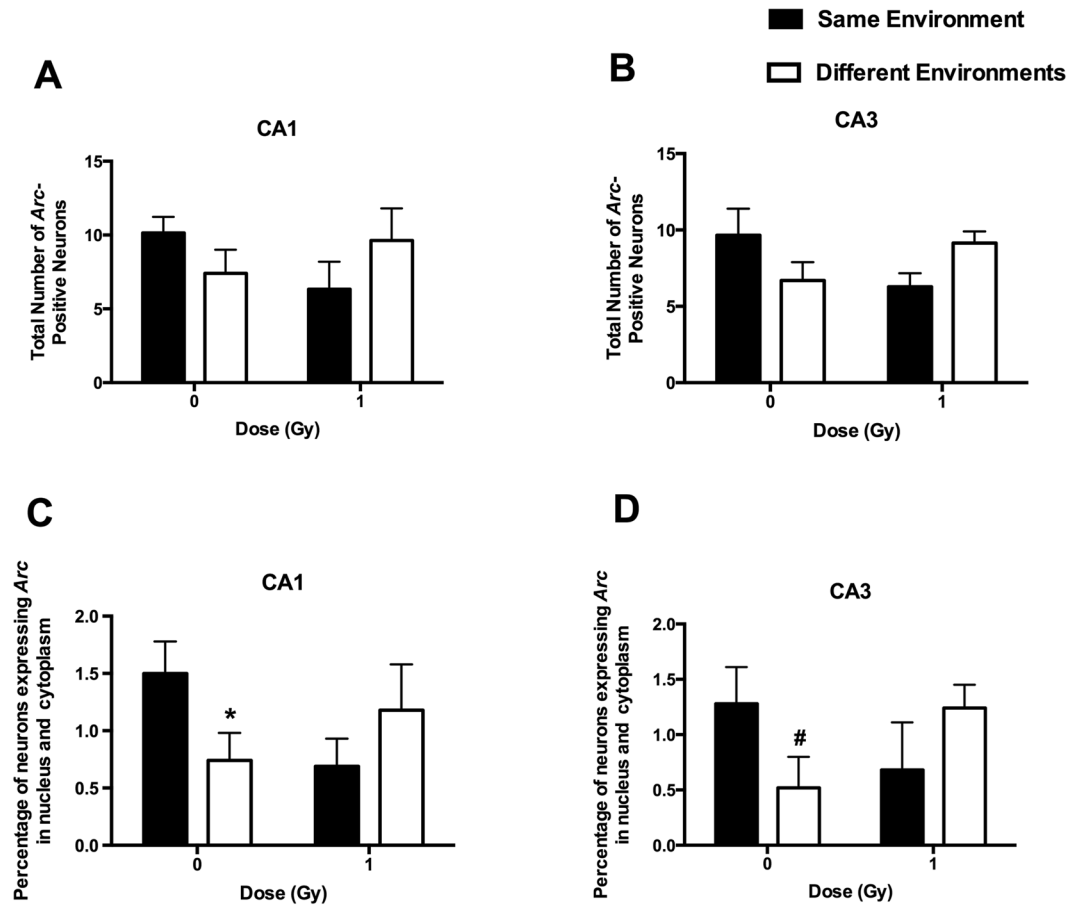 Same Environment
Different Environments
A
CA1
Total Number of Arc-
Positive Neurons
15
10
5
0
0
1
Dose (Gy)
B
CA3
Total Number of Arc-
Positive Neurons
15
10
5
0
0
1
Dose (Gy)
C
CA1
Percentage of neurons expressing Arc
in nucleus and cytoplasm
2.0
1.5
1.0
0.5
0.0
*
0
1
Dose (Gy)
D
CA3
Percentage of neurons expressing Arc
in nucleus and cytoplasm
2.0
1.5
1.0
0.5
0.0
#
0
1
Dose (Gy)